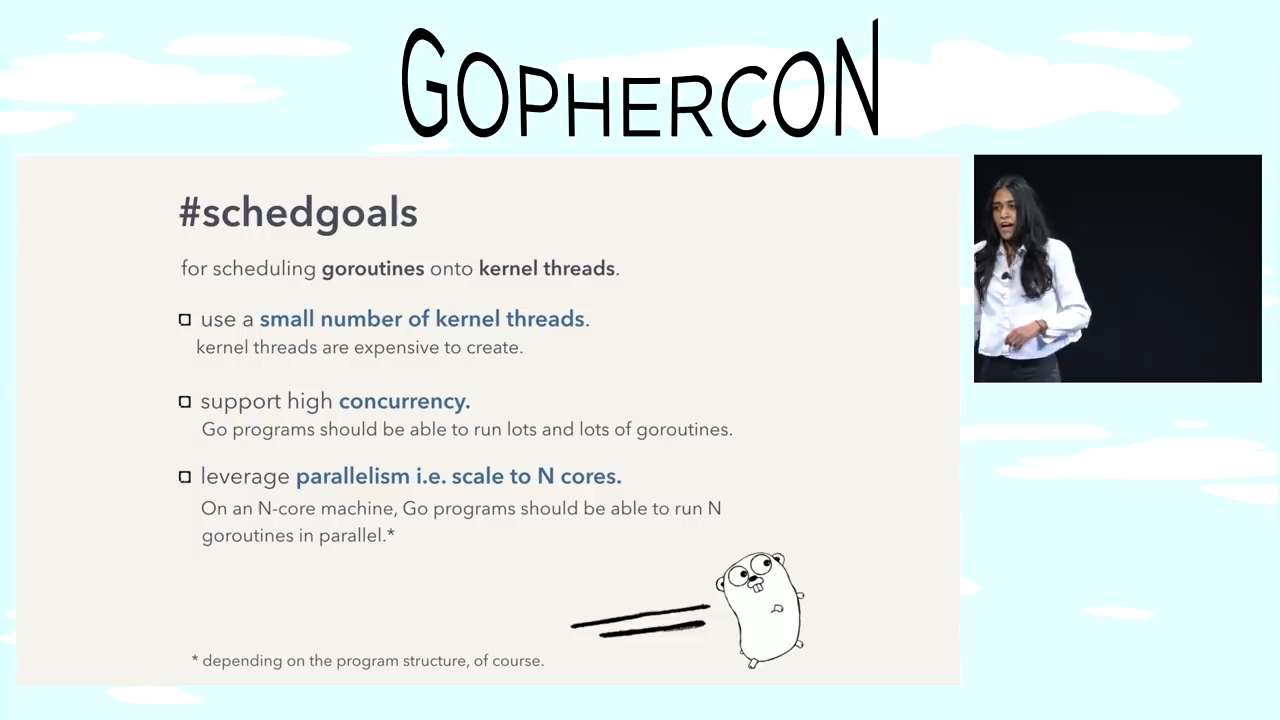 GOPHERCON
#schedgoals
for scheduling goroutines onto kernel threads.
use a small number of kernel threads.
kernel threads are expensive to create.
support high concurrency.
Go programs should be able to run lots and lots of goroutines.
leverage parallelism i.e. scale to N cores.
On an N-core machine, Go programs should be able to run N
goroutines in parallel.*
* depending on the program structure, of course.